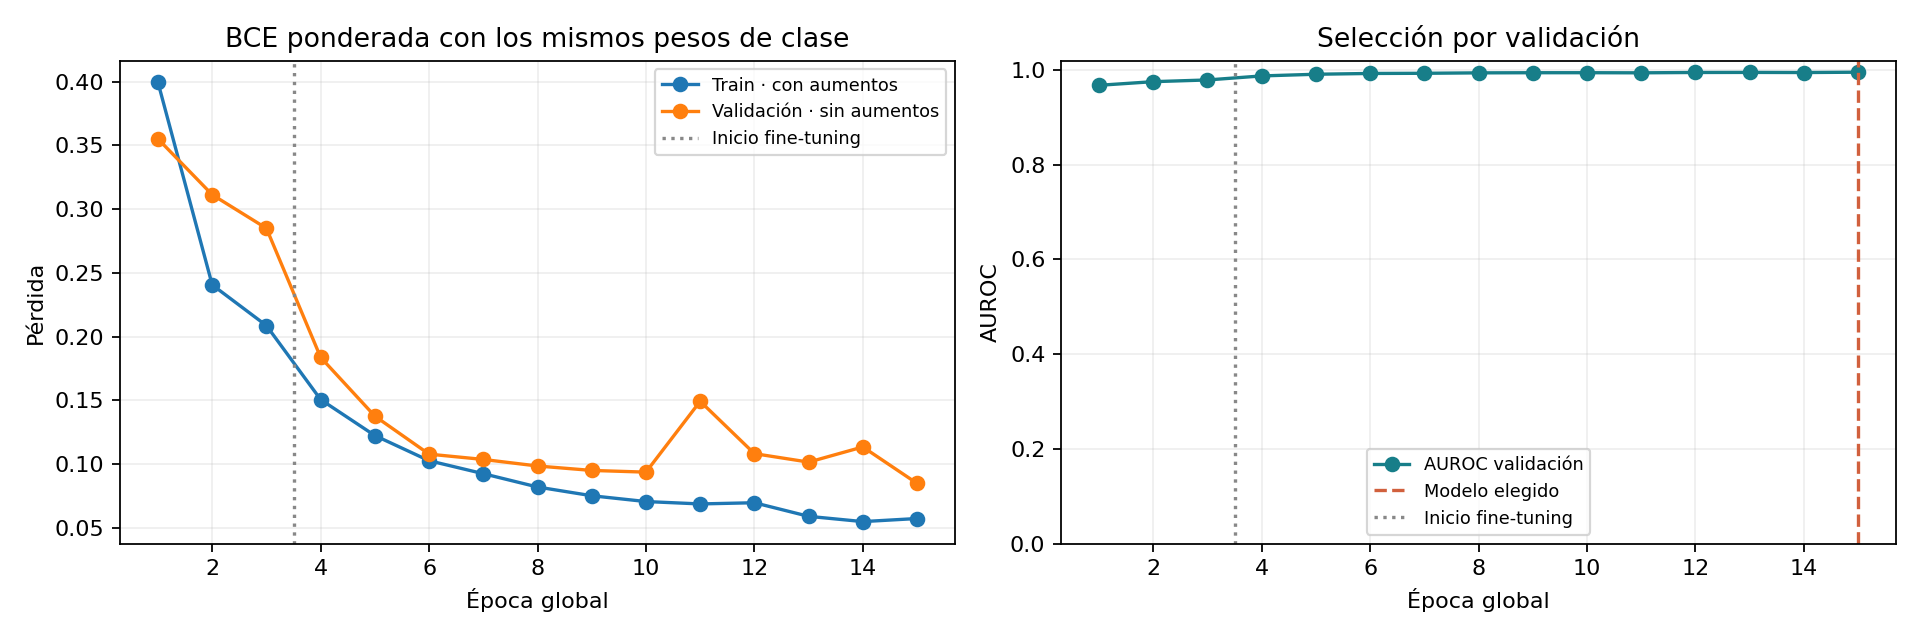 BCE ponderada con los mismos pesos de clase
0.40
0.35
0.30
0.25
0.20
0.15
0.10
0.05
Pérdida
Train · con aumentos
Validación · sin aumentos
Inicio fine-tuning
2 4 6 8 10 12 14
Época global
Selección por validación
1.0
0.8
0.6
0.4
0.2
0.0
AUROC
AUROC validación
Modelo elegido
Inicio fine-tuning
2 4 6 8 10 12 14
Época global